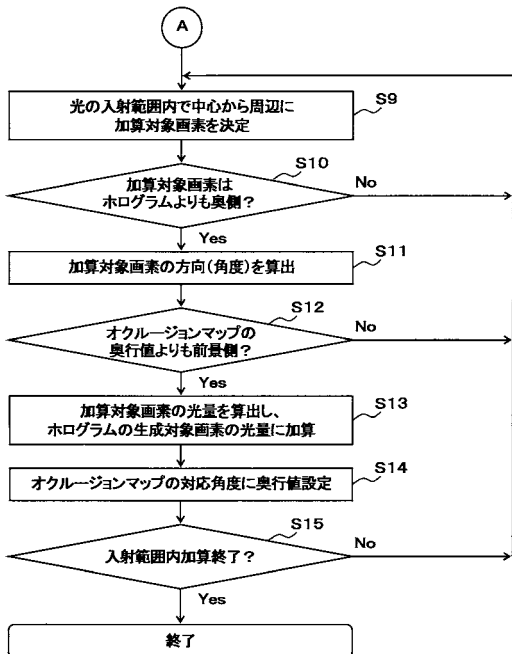 A
光の入射範囲内で中心から周辺に
加算対象画素を決定
S9
加算対象画素は
ホログラムよりも奥側?
S10
No
Yes
加算対象画素の方向(角度)を算出
S11
オクルージョンマップの
奥行値よりも前景側?
S12
No
Yes
加算対象画素の光量を算出し、
ホログラムの生成対象画素の光量に加算
S13
オクルージョンマップの対応角度に奥行値設定
S14
入射範囲内加算終了?
S15
No
Yes
終了